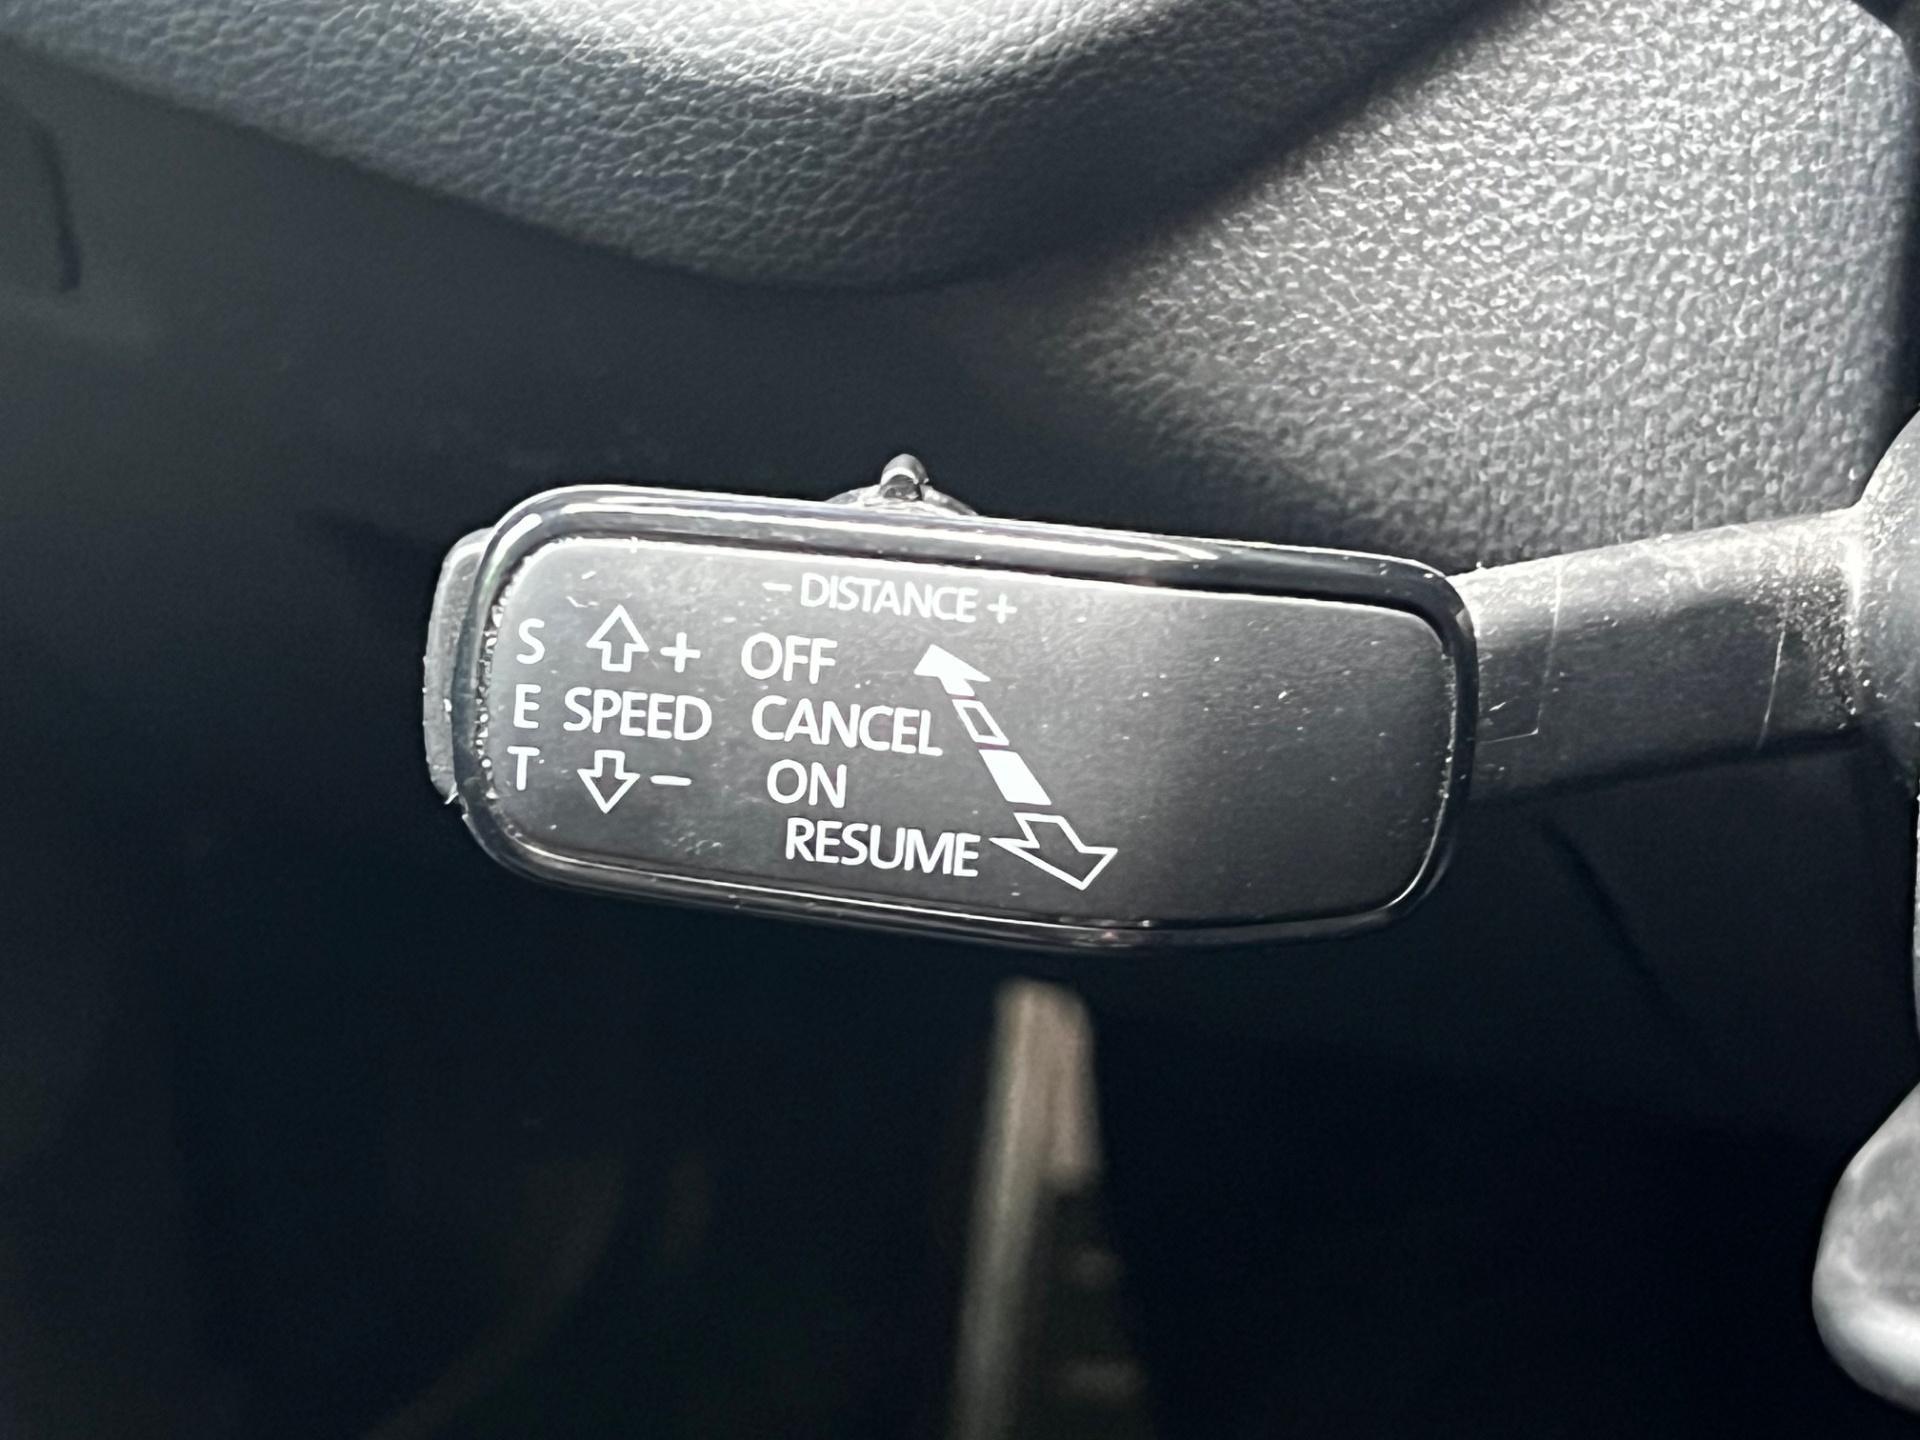 - DISTANCE +
S + OFF
E SPEED CANCEL
T - ON
RESUME